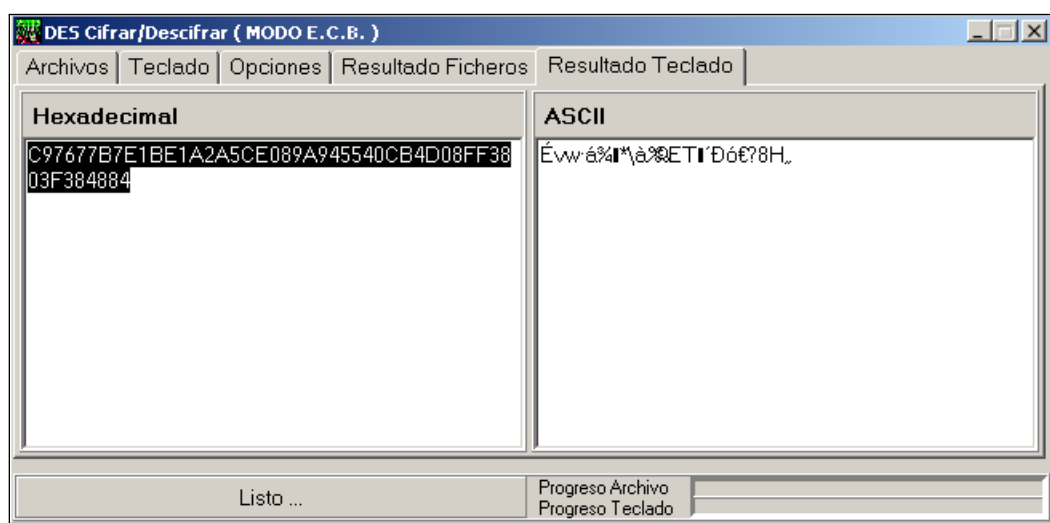 DES Cifrar/Descifrar ( MODO E.C.B. )
Archivos Teclado Opciones Resultado Ficheros Resultado Teclado
Hexadecimal
C97677B7E1BE1A2A5CE089A945540CB4D08FF38
03F384884
ASCII
Listo ...
Progreso Archivo
Progreso Teclado